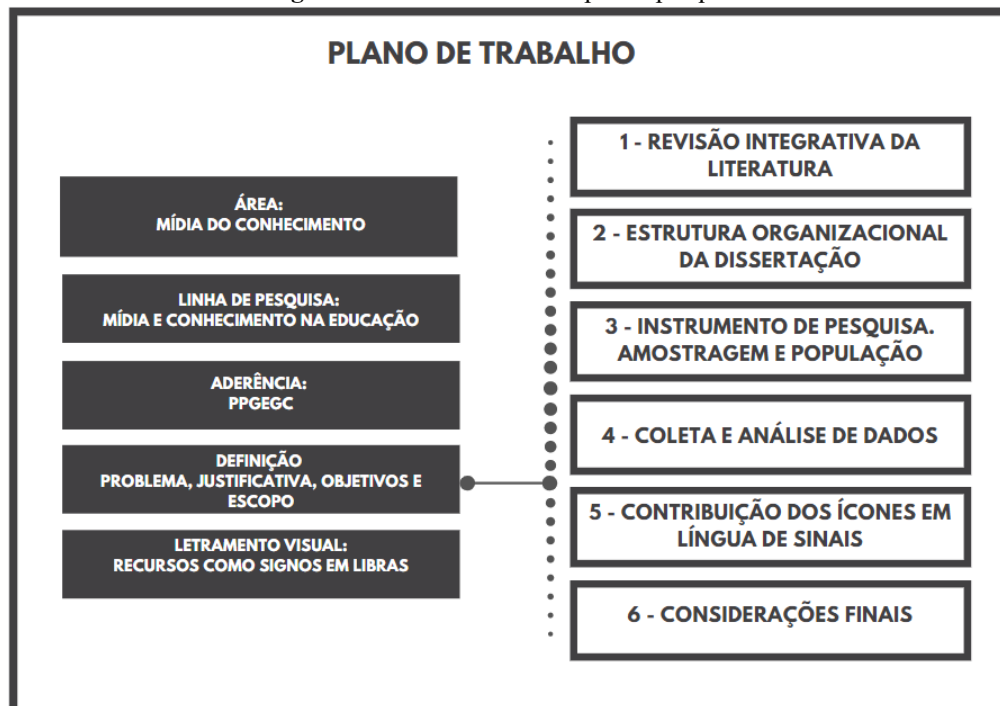 PLANO DE TRABALHO
ÁREA:
MÍDIA DO CONHECIMENTO
LINHA DE PESQUISA:
MÍDIA E CONHECIMENTO NA EDUCAÇÃO
ADERÊNCIA:
PPGEGC
DEFINIÇÃO
PROBLEMA, JUSTIFICATIVA, OBJETIVOS E
ESCOPO
LETRAMENTO VISUAL:
RECURSOS COMO SIGNOS EM LIBRAS
1 - REVISÃO INTEGRATIVA DA
LITERATURA
2 - ESTRUTURA ORGANIZACIONAL
DA DISSERTAÇÃO
3 - INSTRUMENTO DE PESQUISA.
AMOSTRAGEM E POPULAÇÃO
4 - COLETA E ANÁLISE DE DADOS
5 - CONTRIBUIÇÃO DOS ÍCONES EM
LÍNGUA DE SINAIS
6 - CONSIDERAÇÕES FINAIS